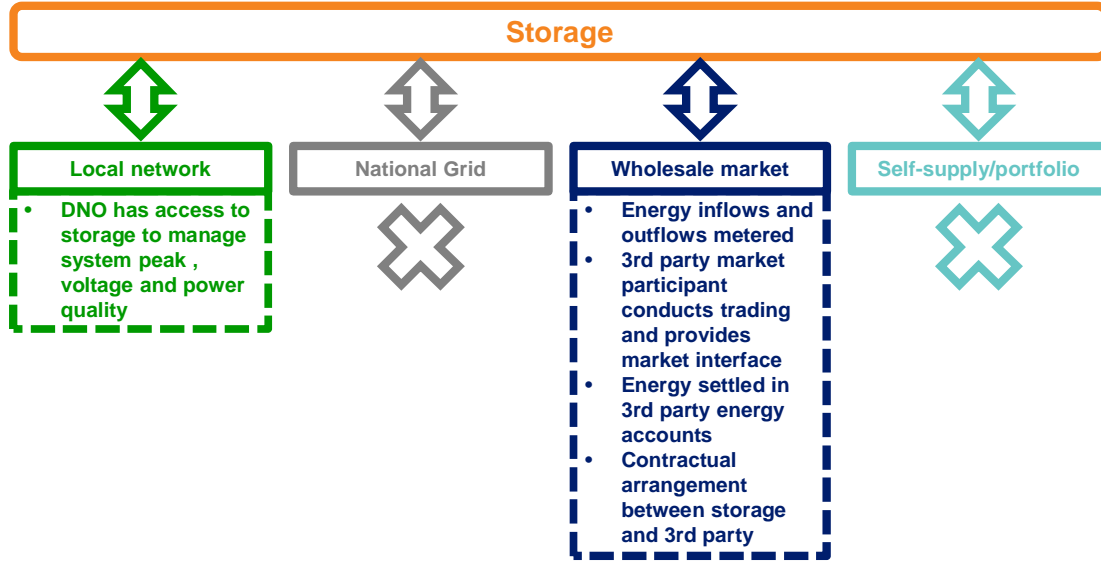 Storage
Local network
National Grid
Wholesale market
Self-supply/portfolio
• DNO has access to
storage to manage
system peak ,
voltage and power
quality
• Energy inflows and
outflows metered
• 3rd party market
participant
conducts trading
and provides
market interface
• Energy settled in
3rd party energy
accounts
• Contractual
arrangement
between storage
and 3rd party